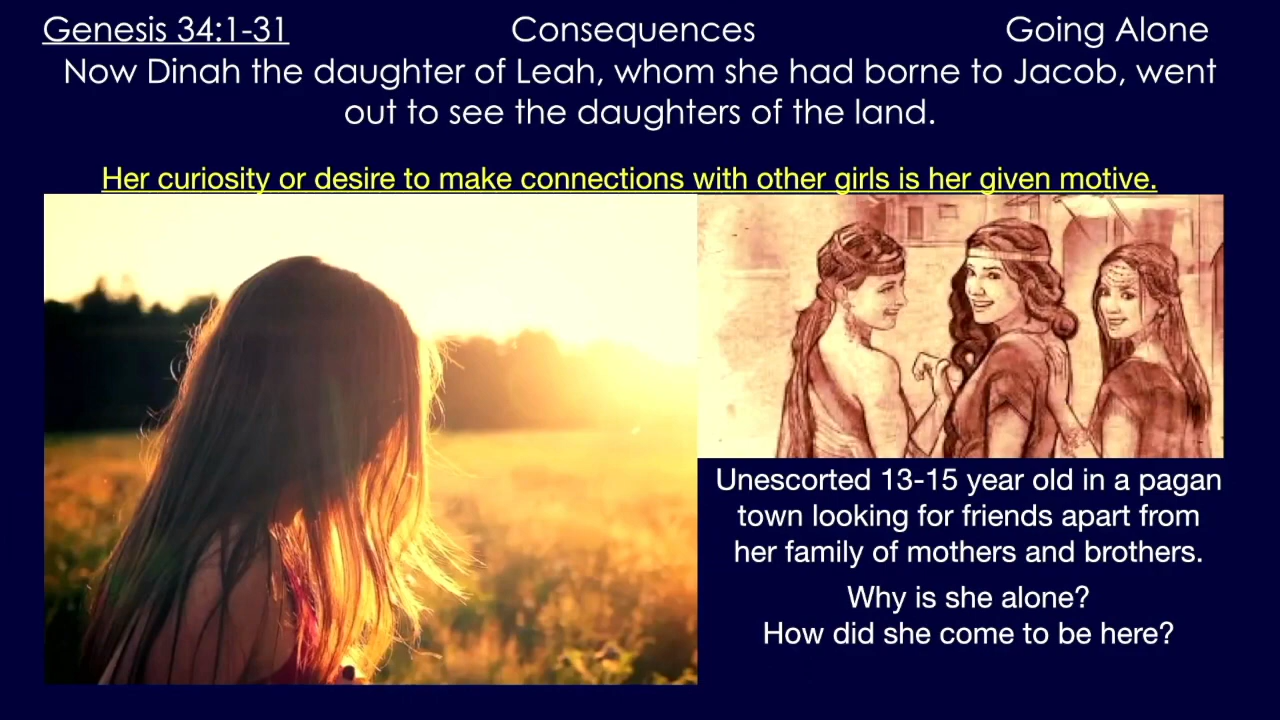 Genesis 34:1-31 Consequences Going Alone
Now Dinah the daughter of Leah, whom she had borne to Jacob, went
out to see the daughters of the land.
Her curiosity or desire to make connections with other girls is her given motive.
Unescorted 13-15 year old in a pagan
town looking for friends apart from
her family of mothers and brothers.
Why is she alone?
How did she come to be here?